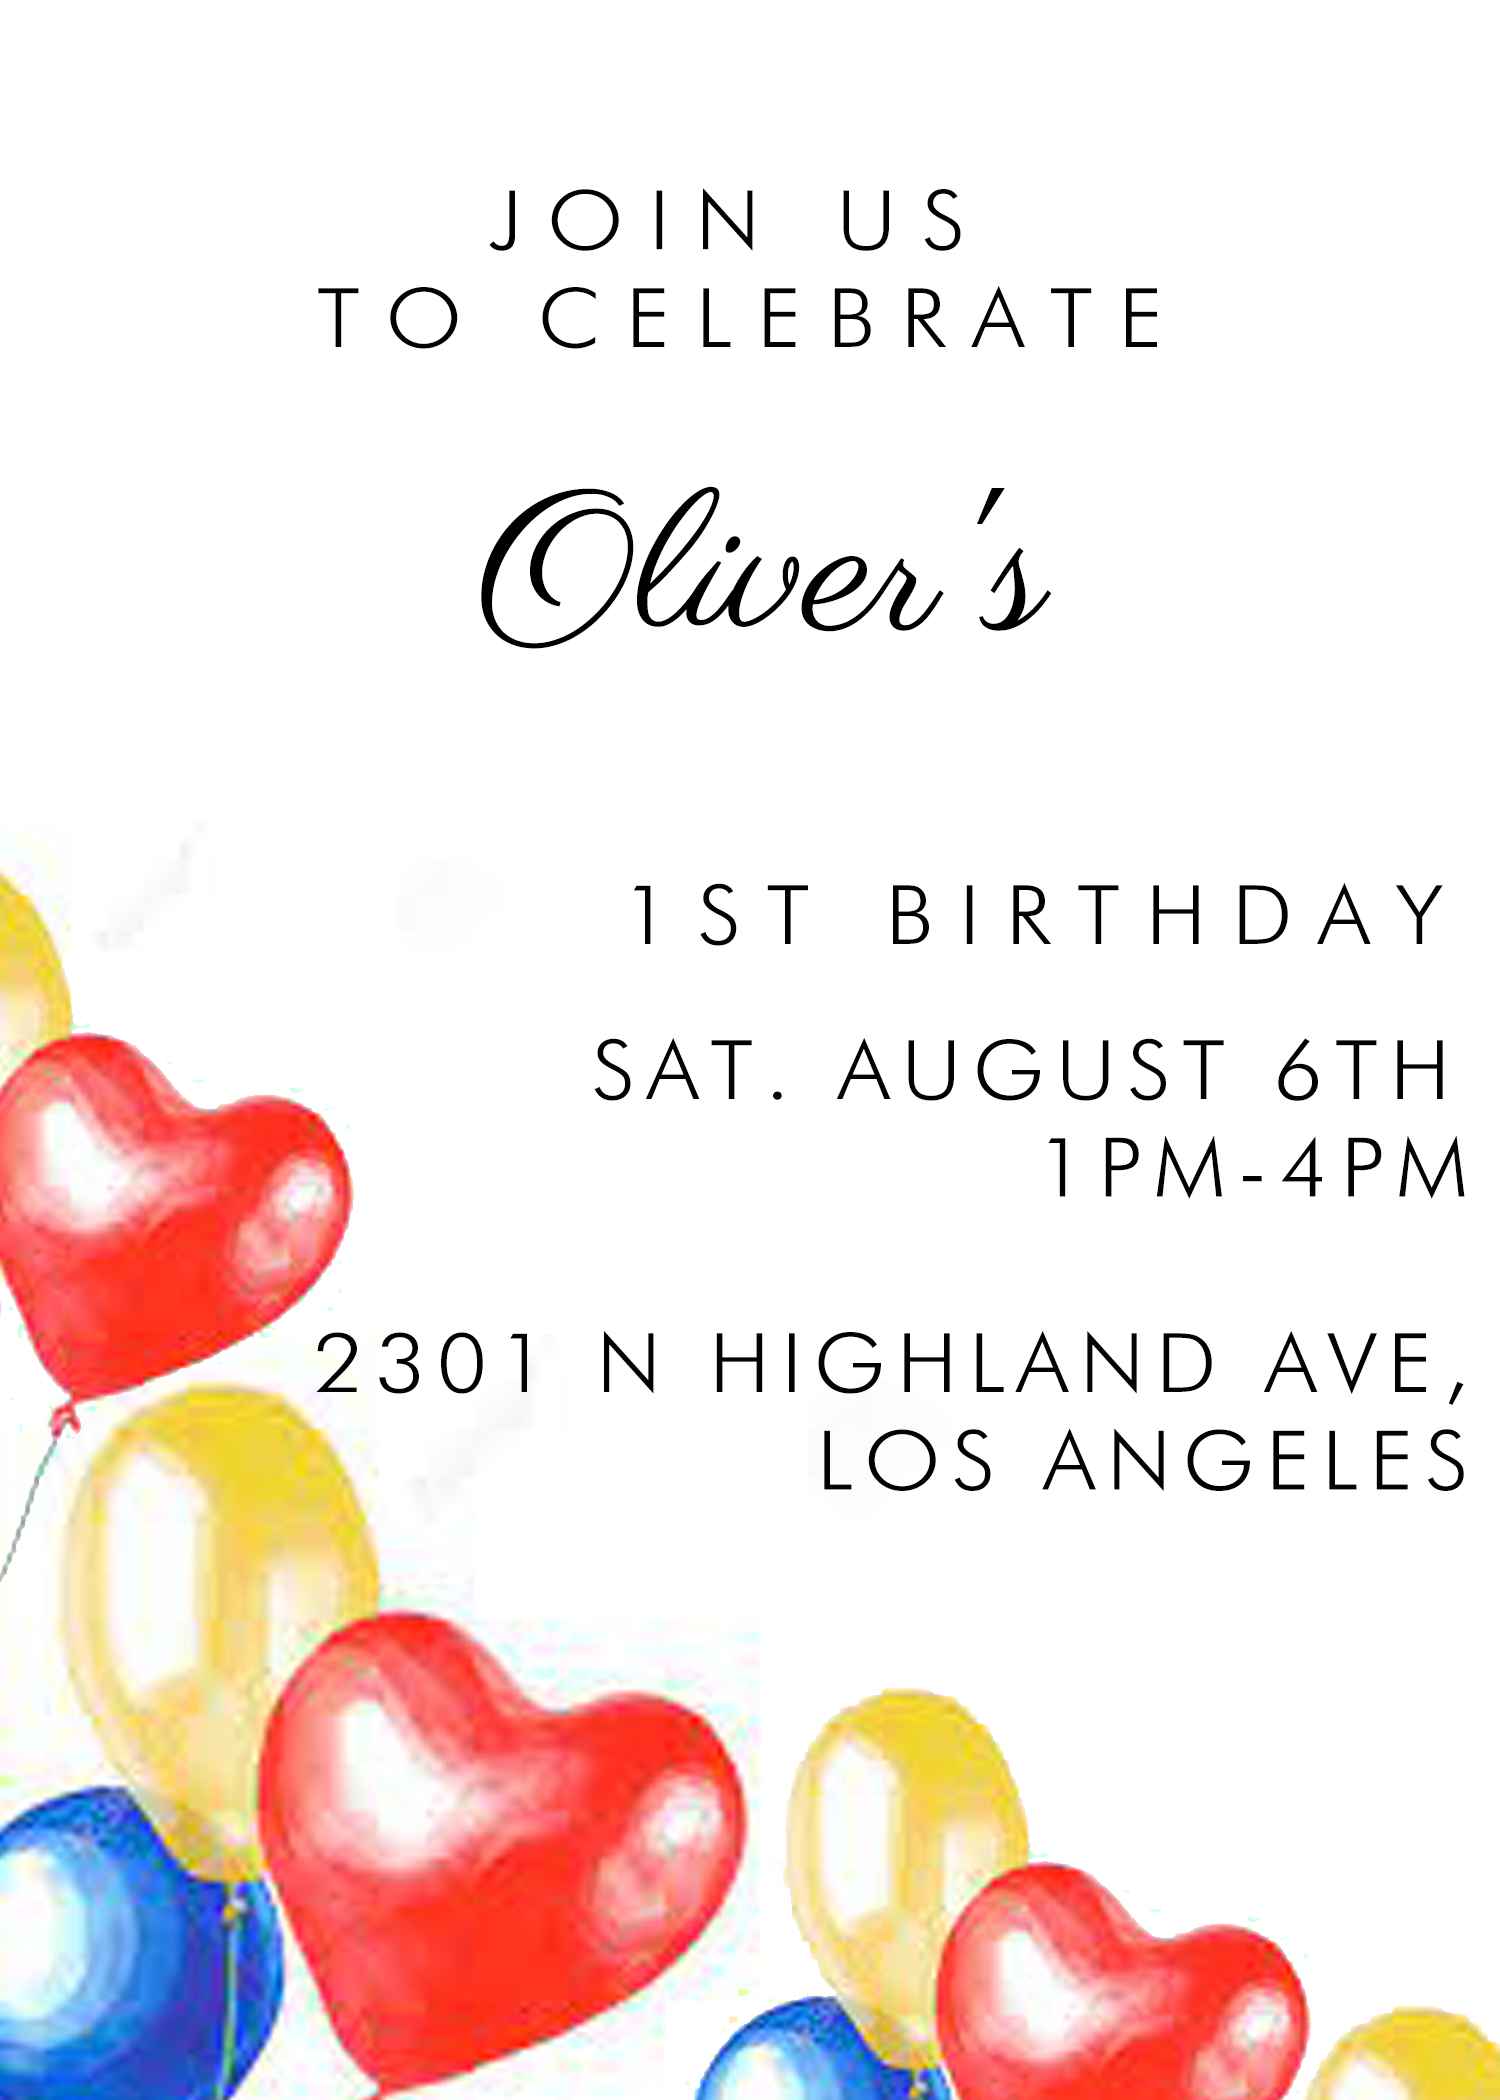 JOIN US
TO CELEBRATE
Oliver's
1ST BIRTHDAY
SAT. AUGUST 6TH
1PM-4PM
2301 N HIGHLAND AVE,
LOS ANGELES